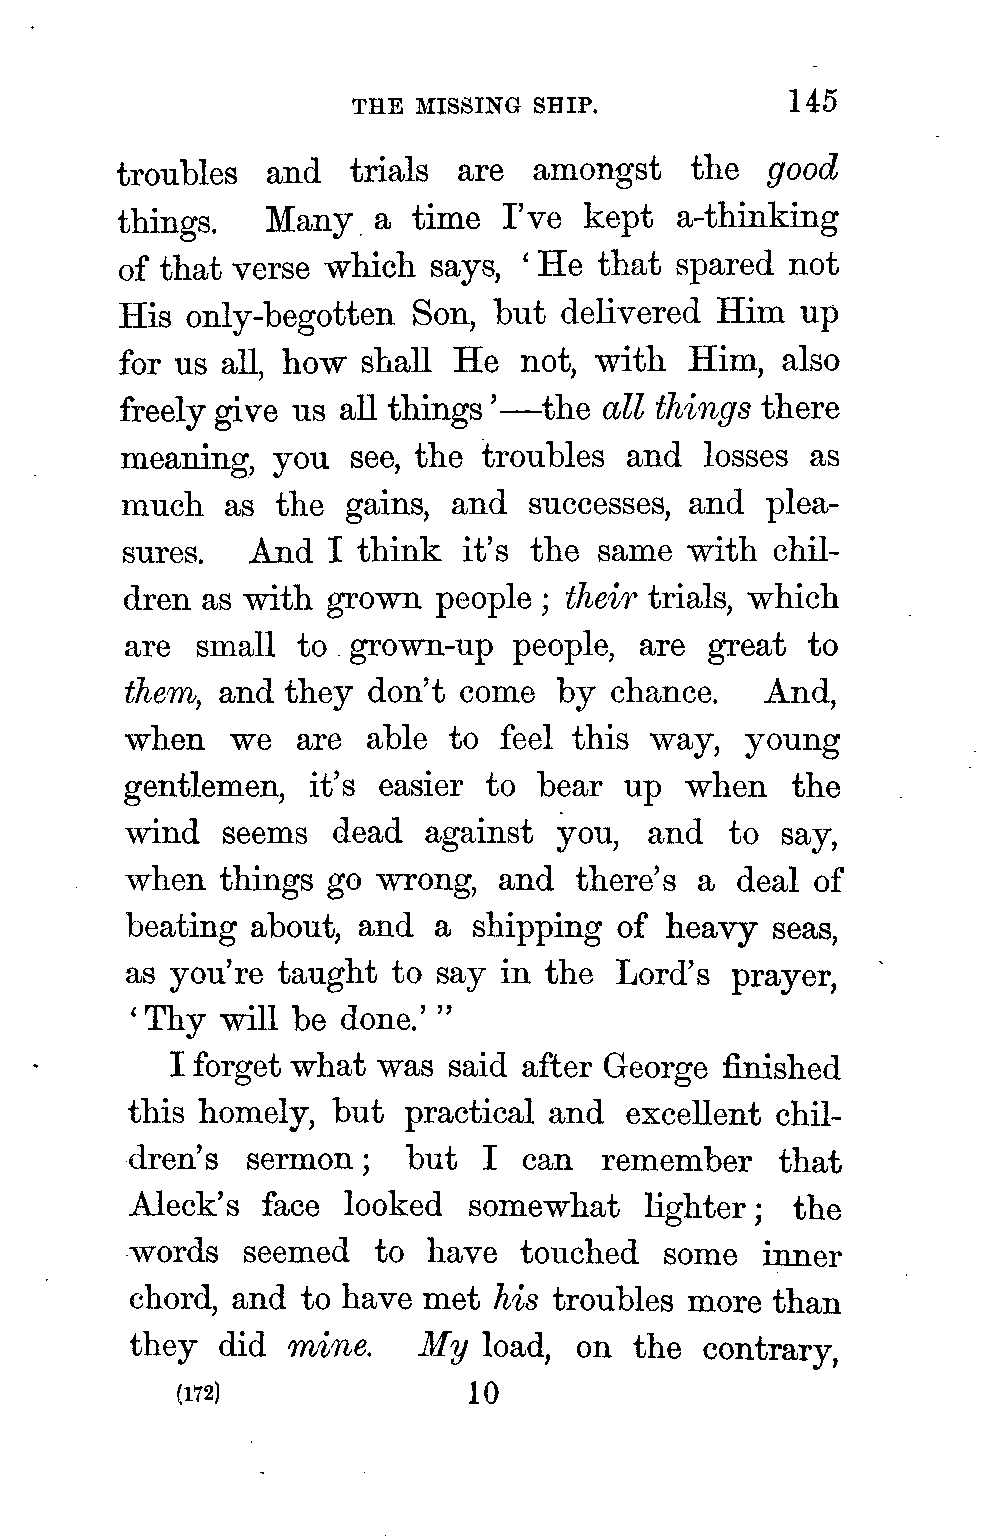 THE MISSING SHIP. 145
troubles and trials are amongst the good
things. Many a time I've kept a-thinking
of that verse which says, ‘He that spared not
His only-begotten Son, but delivered Him up
for us all, how shall He not, with Him, also
freely give us all things’—the all things there
meaning, you see, the troubles and losses as
much as the gains, and successes, and plea-
sures. And I think it's the same with chil-
dren as with grown people; their trials, which
are small to grown-up people, are great to
them, and they don't come by chance. And,
when we are able to feel this way, young
gentlemen, it's easier to bear up when the
wind seems dead against you, and to say,
when things go wrong, and there's a deal of
beating about, and a shipping of heavy seas,
as you're taught to say in the Lord's prayer,
‘Thy will be done.’”
I forget what was said after George finished
this homely, but practical and excellent chil-
dren's sermon; but I can remember that
Aleck's face looked somewhat lighter; the
words seemed to have touched some inner
chord, and to have met his troubles more than
they did mine. My load, on the contrary,
(172) 10